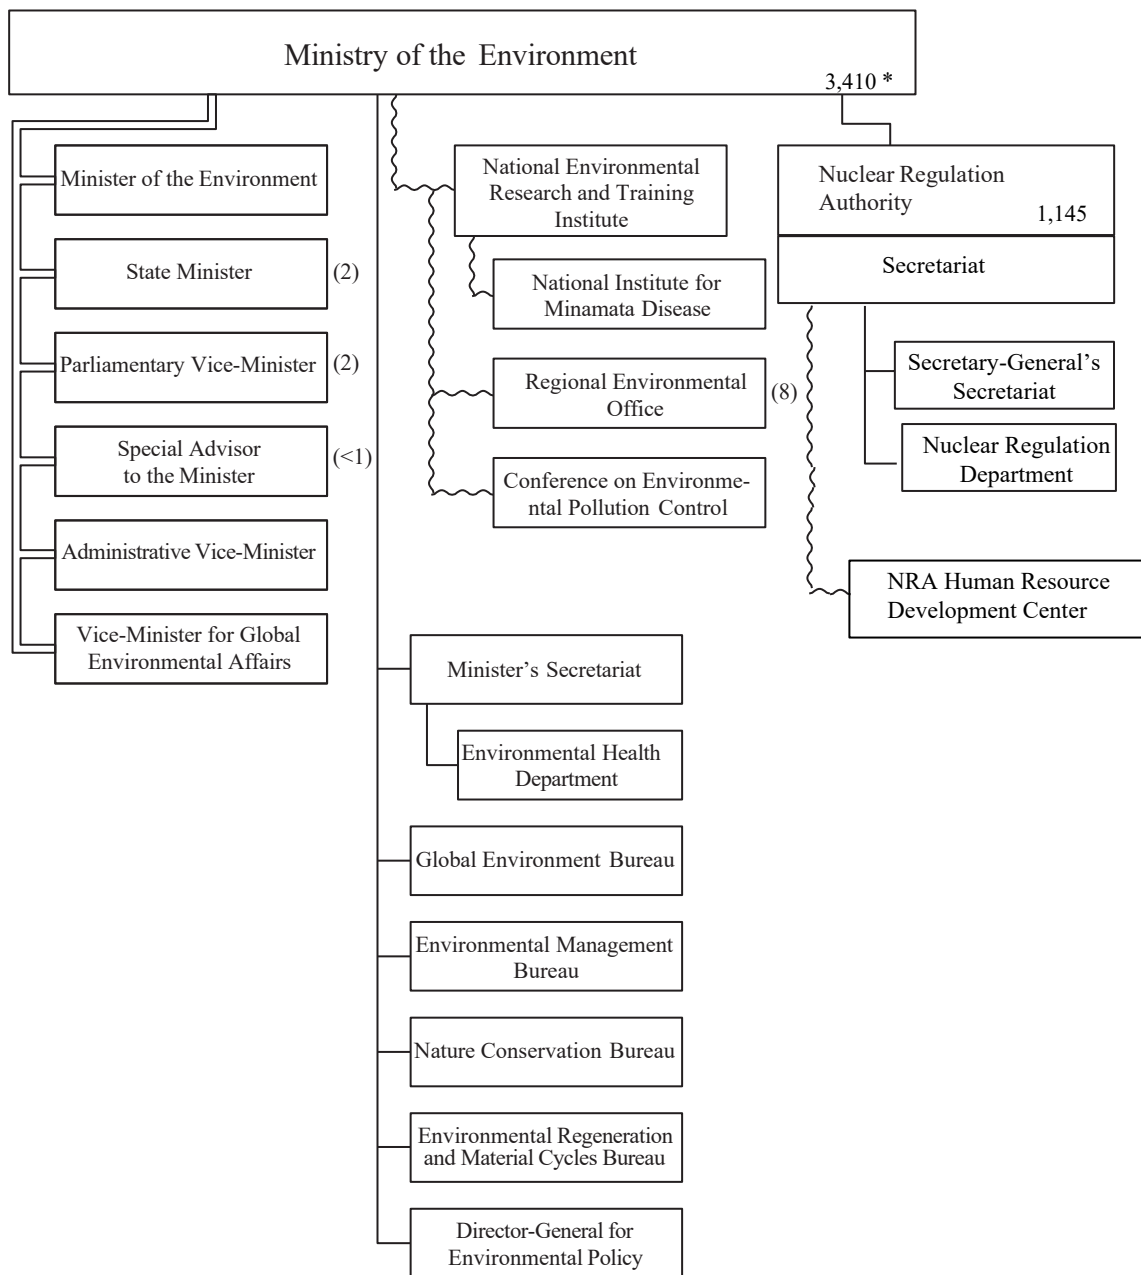 Ministry of the Environment
3,410 *
Minister of the Environment
State Minister
(2)
Parliamentary Vice-Minister
(2)
Special Advisor
to the Minister
(<1)
Administrative Vice-Minister
Vice-Minister for Global
Environmental Affairs
National Environmental
Research and Training
Institute
National Institute for
Minamata Disease
Regional Environmental
Office
(8)
Conference on Environme-
ntal Pollution Control
Nuclear Regulation
Authority
1,145
Secretariat
Secretary-General’s
Secretariat
Nuclear Regulation
Department
NRA Human Resource
Development Center
Minister’s Secretariat
Environmental Health
Department
Global Environment Bureau
Environmental Management
Bureau
Nature Conservation Bureau
Environmental Regeneration
and Material Cycles Bureau
Director-General for
Environmental Policy